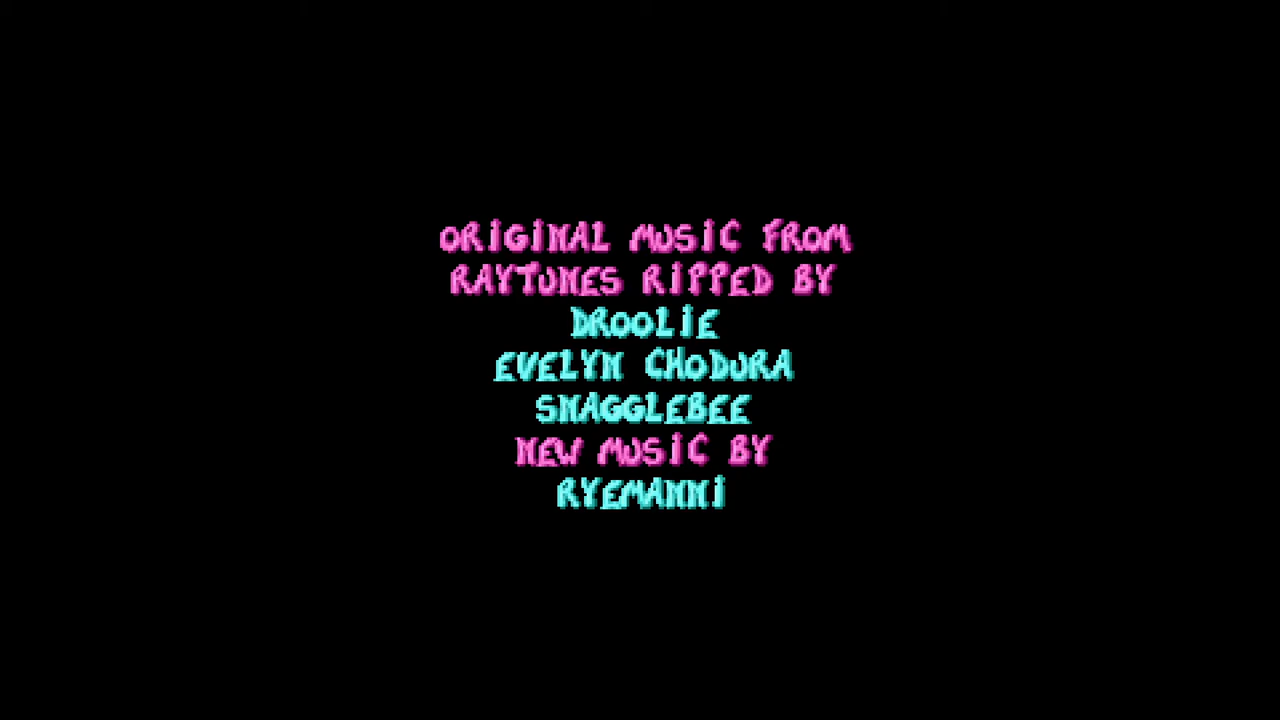 ORIGINAL MUSIC FROM
RAYTUNES RIPPED BY
DROOLIE
EVELYN CHODURA
SNAGGLEBEE
NEW MUSIC BY
RYEMANNI